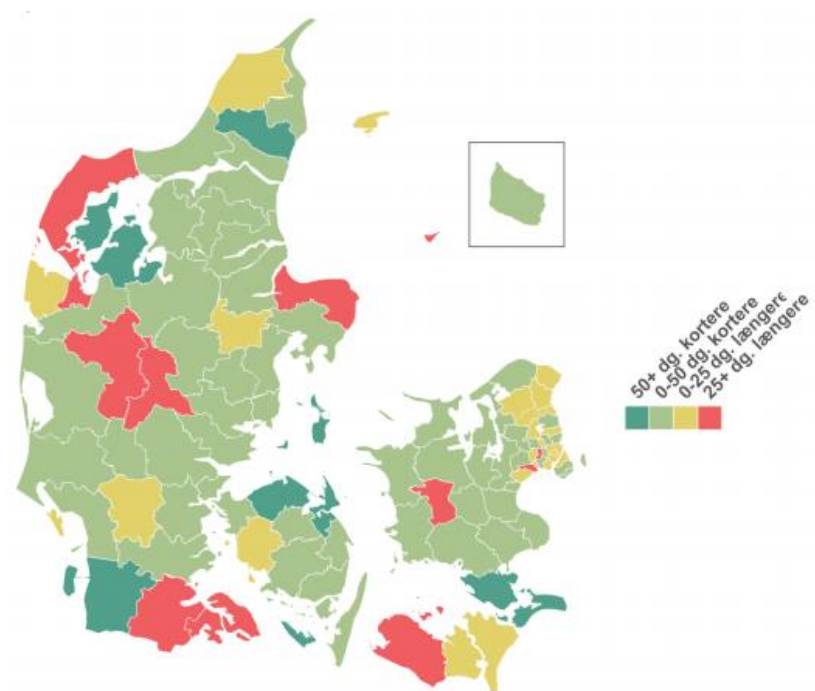 50+ dg. kortere
0-50 dg. kortere
0-25 dg. længere
25+ dg. længere